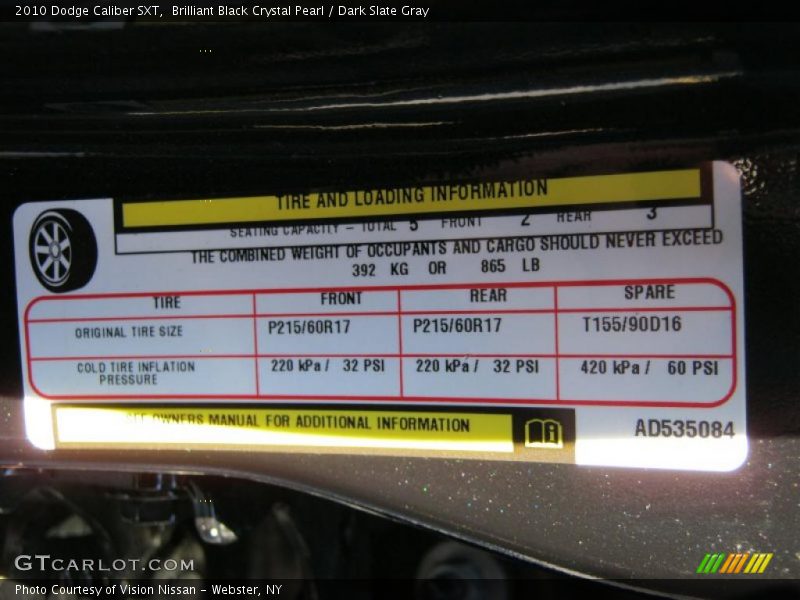 2010 Dodge Caliber SXT, Brilliant Black Crystal Pearl / Dark Slate Gray
TIRE AND LOADING INFORMATION
SEATING CAPACITY - TOTAL 5 FRONT 2 REAR 3
THE COMBINED WEIGHT OF OCCUPANTS AND CARGO SHOULD NEVER EXCEED
392 KG OR 865 LB
TIRE FRONT REAR SPARE
ORIGINAL TIRE SIZE P215/60R17 P215/60R17 T155/90D16
COLD TIRE INFLATION PRESSURE 220 kPa / 32 PSI 220 kPa / 32 PSI 420 kPa / 60 PSI
SEE OWNERS MANUAL FOR ADDITIONAL INFORMATION
AD535084
GTCARLOT.COM
Photo Courtesy of Vision Nissan - Webster, NY